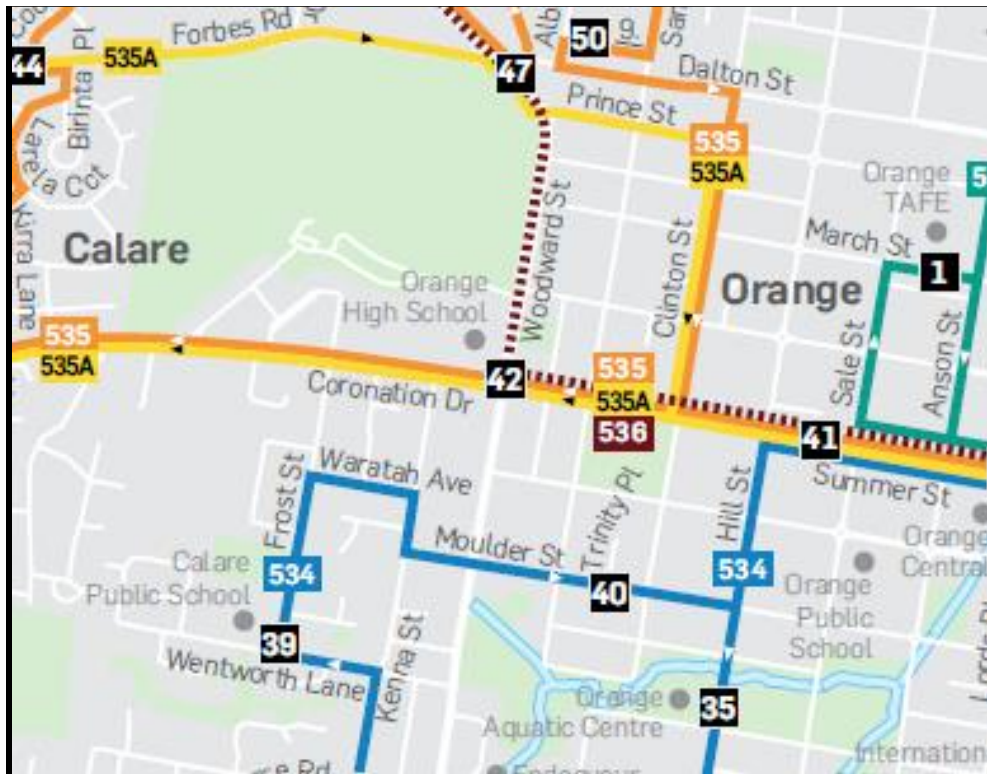 Forbes Rd
535A
44
Birinta Pl
Larela Cct
Kirra Lane
Calare
47
50
Dalton St
Prince St
535
535A
Orange
TAFE
March St
1
Woodward St
Clinton St
Orange
Orange
High School
Sale St
Anson St
535
535A
Coronation Dr
42
535
535A
536
41
Summer St
Waratah Ave
Frost St
Moulder St
Trinity Pl
Hill St
534
534
Calare
Public School
40
Orange
Central
Orange
Public
School
39
Wentworth Lane
Kenna St
35
Orange
Aquatic Centre
International
e Rd